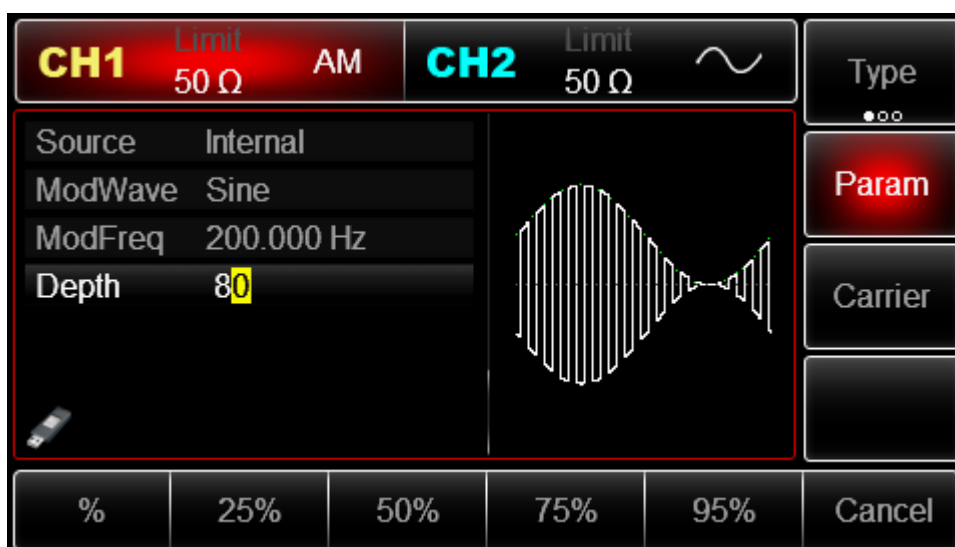 CH1 Limit 50 Ω AM CH2 Limit 50 Ω
Type
Source Internal
ModWave Sine
ModFreq 200.000 Hz
Depth 80
Param
Carrier
% 25% 50% 75% 95% Cancel